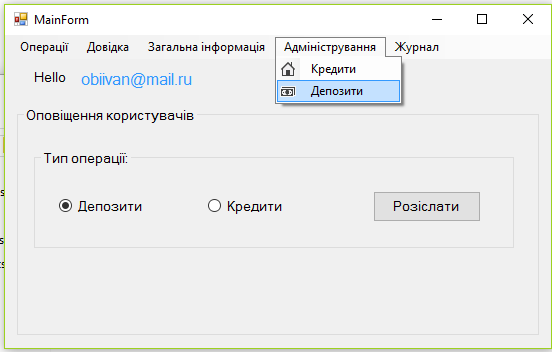 MainForm
Операції Довідка Загальна інформація Адміністрування Журнал
Кредити
Депозити
Hello obiivan@mail.ru
Оповіщення користувачів
Тип операції:
Депозити Кредити Розіслати